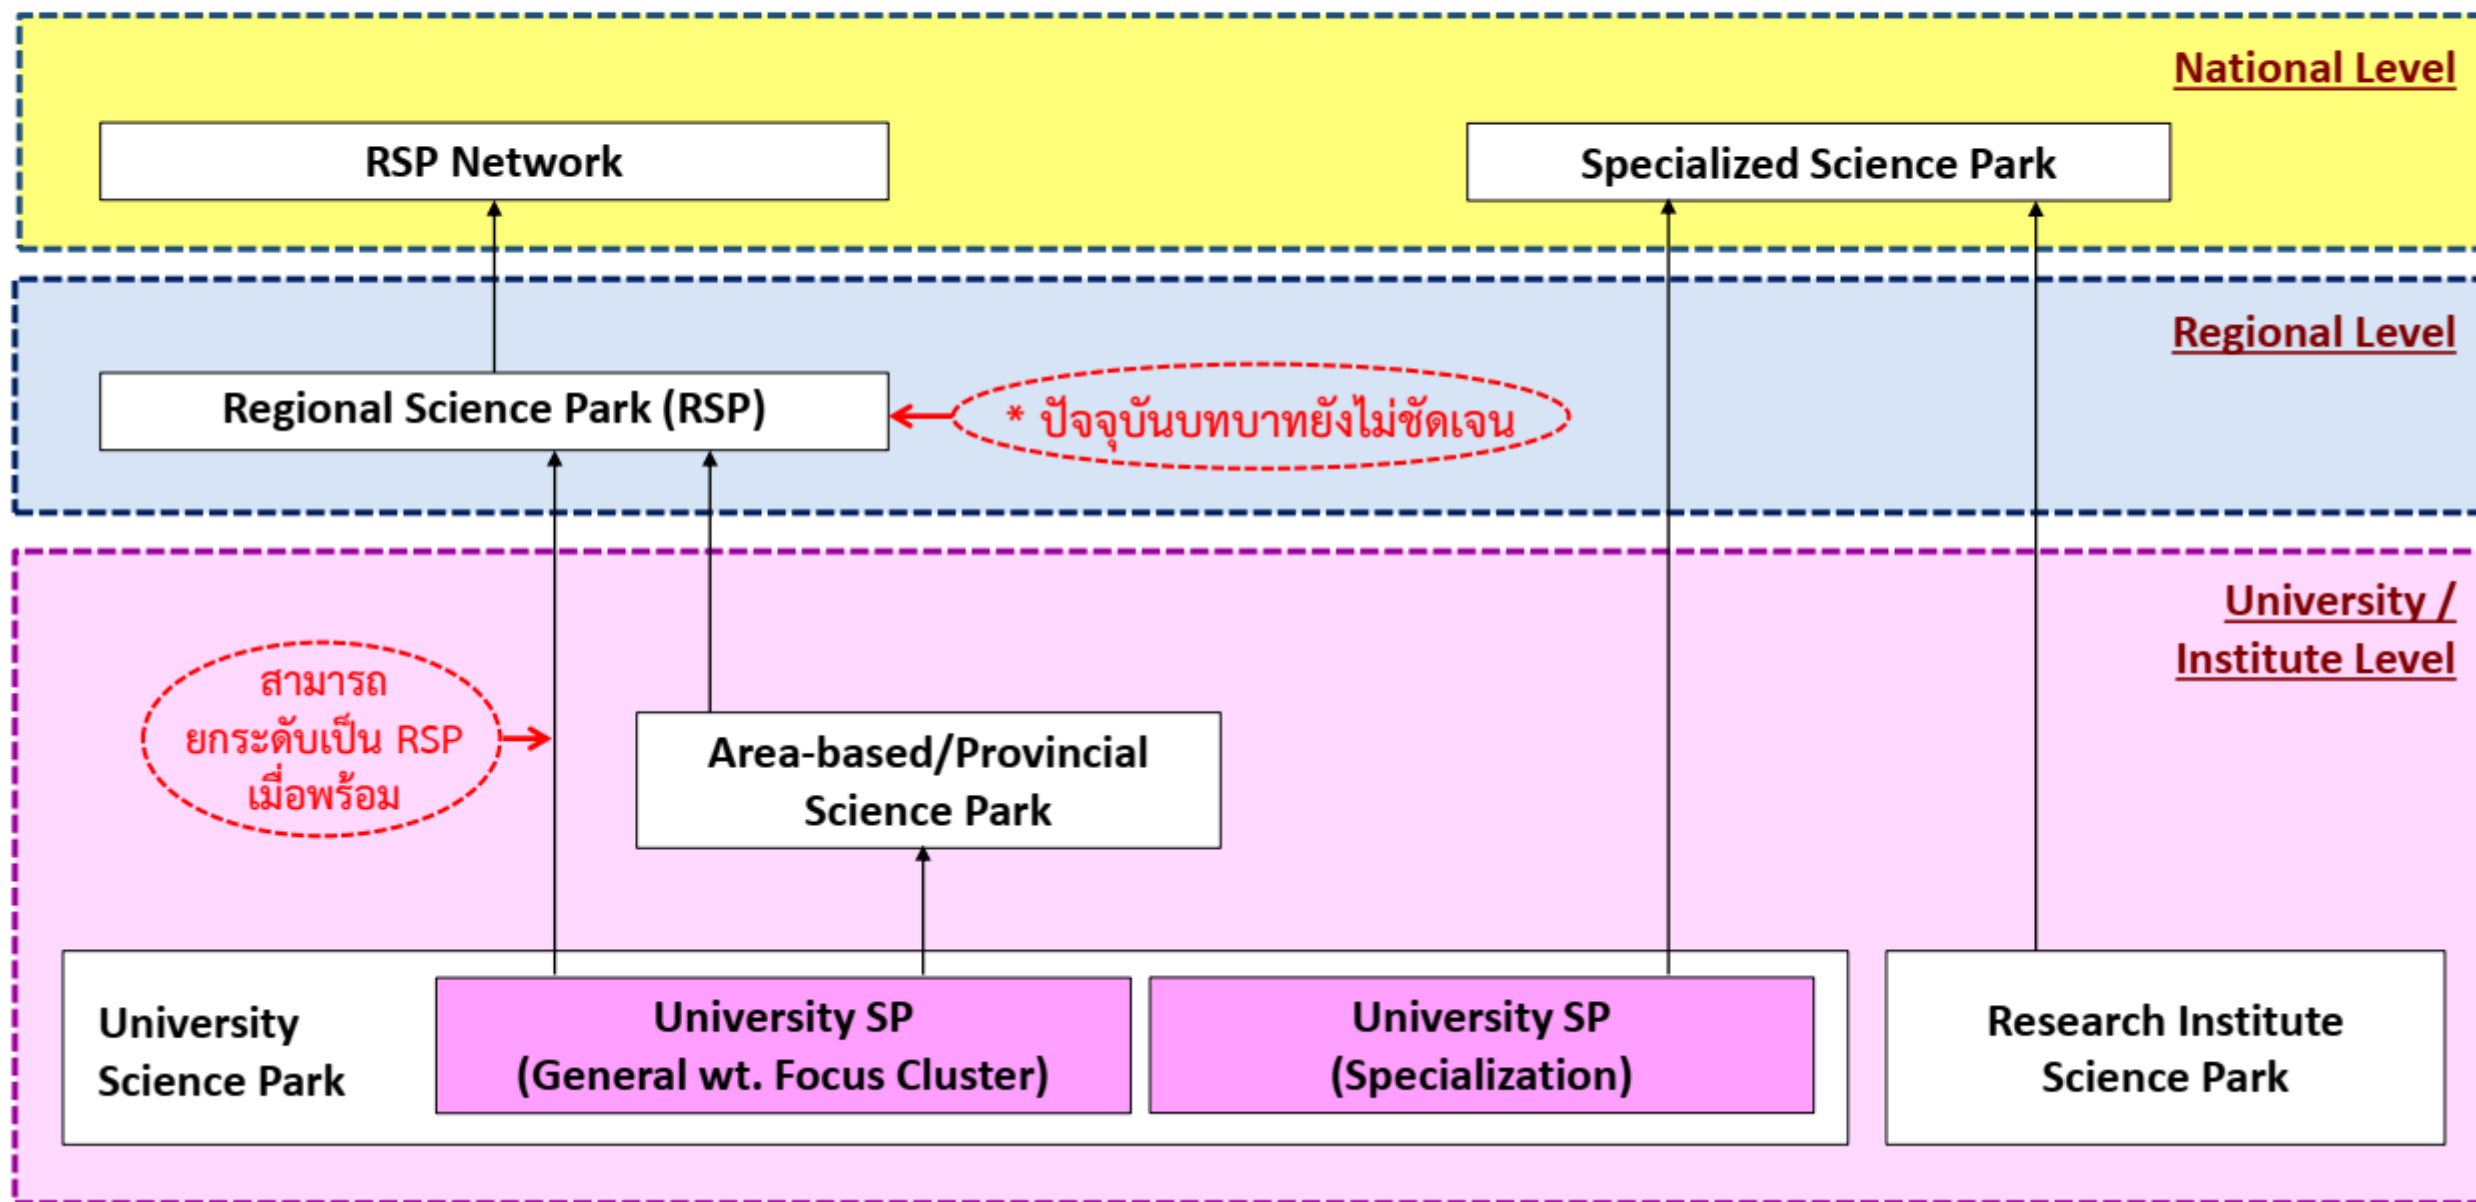 National Level
RSP Network
Specialized Science Park
Regional Level
Regional Science Park (RSP)
* ปัจจุบันบทบาทยังไม่ชัดเจน
University /
Institute Level
สามารถ
ยกระดับเป็น RSP
เมื่อพร้อม
Area-based/Provincial
Science Park
University
Science Park
University SP
(General wt. Focus Cluster)
University SP
(Specialization)
Research Institute
Science Park